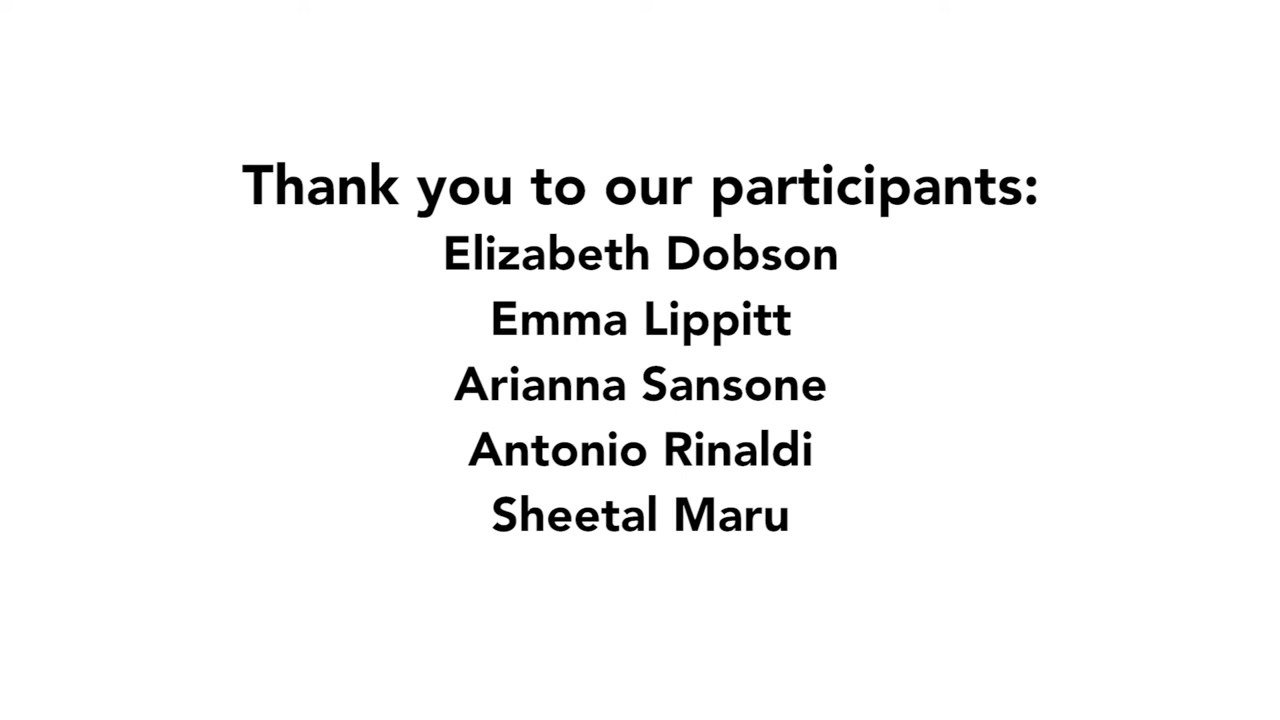 Thank you to our participants:
Elizabeth Dobson
Emma Lippitt
Arianna Sansone
Antonio Rinaldi
Sheetal Maru